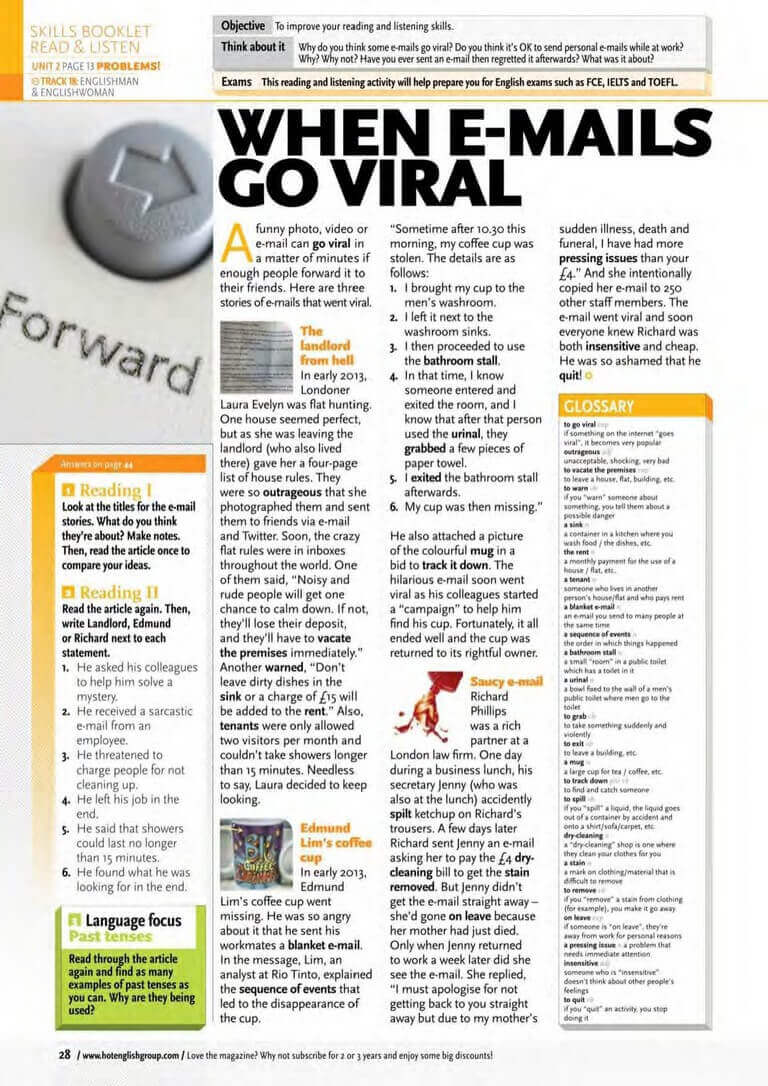 SKILLS BOOKLET
READ & LISTEN
UNIT 2 PAGE 13 PROBLEMS!
TRACK 18: ENGLISHMAN
& ENGLISHWOMAN
Objective To improve your reading and listening skills.
Think about it Why do you think some e-mails go viral? Do you think it's OK to send personal e-mails while at work?
Why? Why not? Have you ever sent an e-mail then regretted it afterwards? What was it about?
Exams This reading and listening activity will help prepare you for English exams such as FCE, IELTS and TOEFL.
Forward
WHEN E-MAILS
GO VIRAL
A funny photo, video or
e-mail can go viral in
a matter of minutes if
enough people forward it to
their friends. Here are three
stories of e-mails that went viral.
The
landlord
from hell
In early 2013,
Londoner
Laura Evelyn was flat hunting.
One house seemed perfect,
but as she was leaving the
landlord (who also lived
there) gave her a four-page
list of house rules. They
were so outrageous that she
photographed them and sent
them to friends via e-mail
and Twitter. Soon, the crazy
flat rules were in inboxes
throughout the world. One
of them said, "Noisy and
rude people will get one
chance to calm down. If not,
they'll lose their deposit,
and they'll have to vacate
the premises immediately."
Another warned, "Don't
leave dirty dishes in the
sink or a charge of £15 will
be added to the rent." Also,
tenants were only allowed
two visitors per month and
couldn't take showers longer
than 15 minutes. Needless
to say, Laura decided to keep
looking.
Edmund
Lim's coffee
cup
In early 2013,
Edmund
Lim's coffee cup went
missing. He was so angry
about it that he sent his
workmates a blanket e-mail.
In the message, Lim, an
analyst at Rio Tinto, explained
the sequence of events that
led to the disappearance of
the cup.
"Sometime after 10.30 this
morning, my coffee cup was
stolen. The details are as
follows:
1. I brought my cup to the
men's washroom.
2. I left it next to the
washroom sinks.
3. I then proceeded to use
the bathroom stall.
4. In that time, I know
someone entered and
exited the room, and I
know that after that person
used the urinal, they
grabbed a few pieces of
paper towel.
5. I exited the bathroom stall
afterwards.
6. My cup was then missing."
He also attached a picture
of the colourful mug in a
bid to track it down. The
hilarious e-mail soon went
viral as his colleagues started
a "campaign" to help him
find his cup. Fortunately, it all
ended well and the cup was
returned to its rightful owner.
Saucy e-mail
Richard
Phillips
was a rich
partner at a
London law firm. One day
during a business lunch, his
secretary Jenny (who was
also at the lunch) accidently
spilt ketchup on Richard's
trousers. A few days later
Richard sent Jenny an e-mail
asking her to pay the £4 dry-
cleaning bill to get the stain
removed. But Jenny didn't
get the e-mail straight away –
she'd gone on leave because
her mother had just died.
Only when Jenny returned
to work a week later did she
see the e-mail. She replied,
"I must apologise for not
getting back to you straight
away but due to my mother's
sudden illness, death and
funeral, I have had more
pressing issues than your
£4." And she intentionally
copied her e-mail to 250
other staff members. The
e-mail went viral and soon
everyone knew Richard was
both insensitive and cheap.
He was so ashamed that he
quit!
GLOSSARY
to go viral exp
if something on the internet "goes
viral", it becomes very popular
outrageous adj
unacceptable, shocking, very bad
to vacate the premises exp
to leave a house, flat, building, etc.
to warn vb
if you "warn" someone about
something, you tell them about a
possible danger
a sink n
a container in a kitchen where you
wash food / the dishes, etc.
the rent n
a monthly payment for the use of a
house / flat, etc.
a tenant n
someone who lives in another
person's house/flat and who pays rent
a blanket e-mail n
an e-mail you send to many people at
the same time
a sequence of events n
the order in which things happened
a bathroom stall n
a small "room" in a public toilet
which has a toilet in it
a urinal n
a bowl fixed to the wall of a men's
public toilet where men go to the
toilet
to grab vb
to take something suddenly and
violently
to exit vb
to leave a building, etc.
a mug n
a large cup for tea / coffee, etc.
to track down
to find and catch someone
to spill vb
if you "spill" a liquid, the liquid goes
out of a container by accident and
onto a shirt/sofa/carpet, etc.
dry-cleaning n
a "dry-cleaning" shop is one where
they clean your clothes for you
a stain n
a mark on clothing/material that is
difficult to remove
to remove vb
if you "remove" a stain from clothing
(for example), you make it go away
on leave exp
if someone is "on leave", they're
away from work for personal reasons
a pressing issue n a problem that
needs immediate attention
insensitive adj
someone who is "insensitive"
doesn't think about other people's
feelings
to quit vb
if you "quit" an activity, you stop
doing it
Answers on page 44
1 Reading I
Look at the titles for the e-mail
stories. What do you think
they're about? Make notes.
Then, read the article once to
compare your ideas.
2 Reading II
Read the article again. Then,
write Landlord, Edmund
or Richard next to each
statement.
1. He asked his colleagues
to help him solve a
mystery.
2. He received a sarcastic
e-mail from an
employee.
3. He threatened to
charge people for not
cleaning up.
4. He left his job in the
end.
5. He said that showers
could last no longer
than 15 minutes.
6. He found what he was
looking for in the end.
Language focus
Past tenses
Read through the article
again and find as many
examples of past tenses as
you can. Why are they being
used?
28 / www.hotenglishgroup.com / Love the magazine? Why not subscribe for 2 or 3 years and enjoy some big discounts!